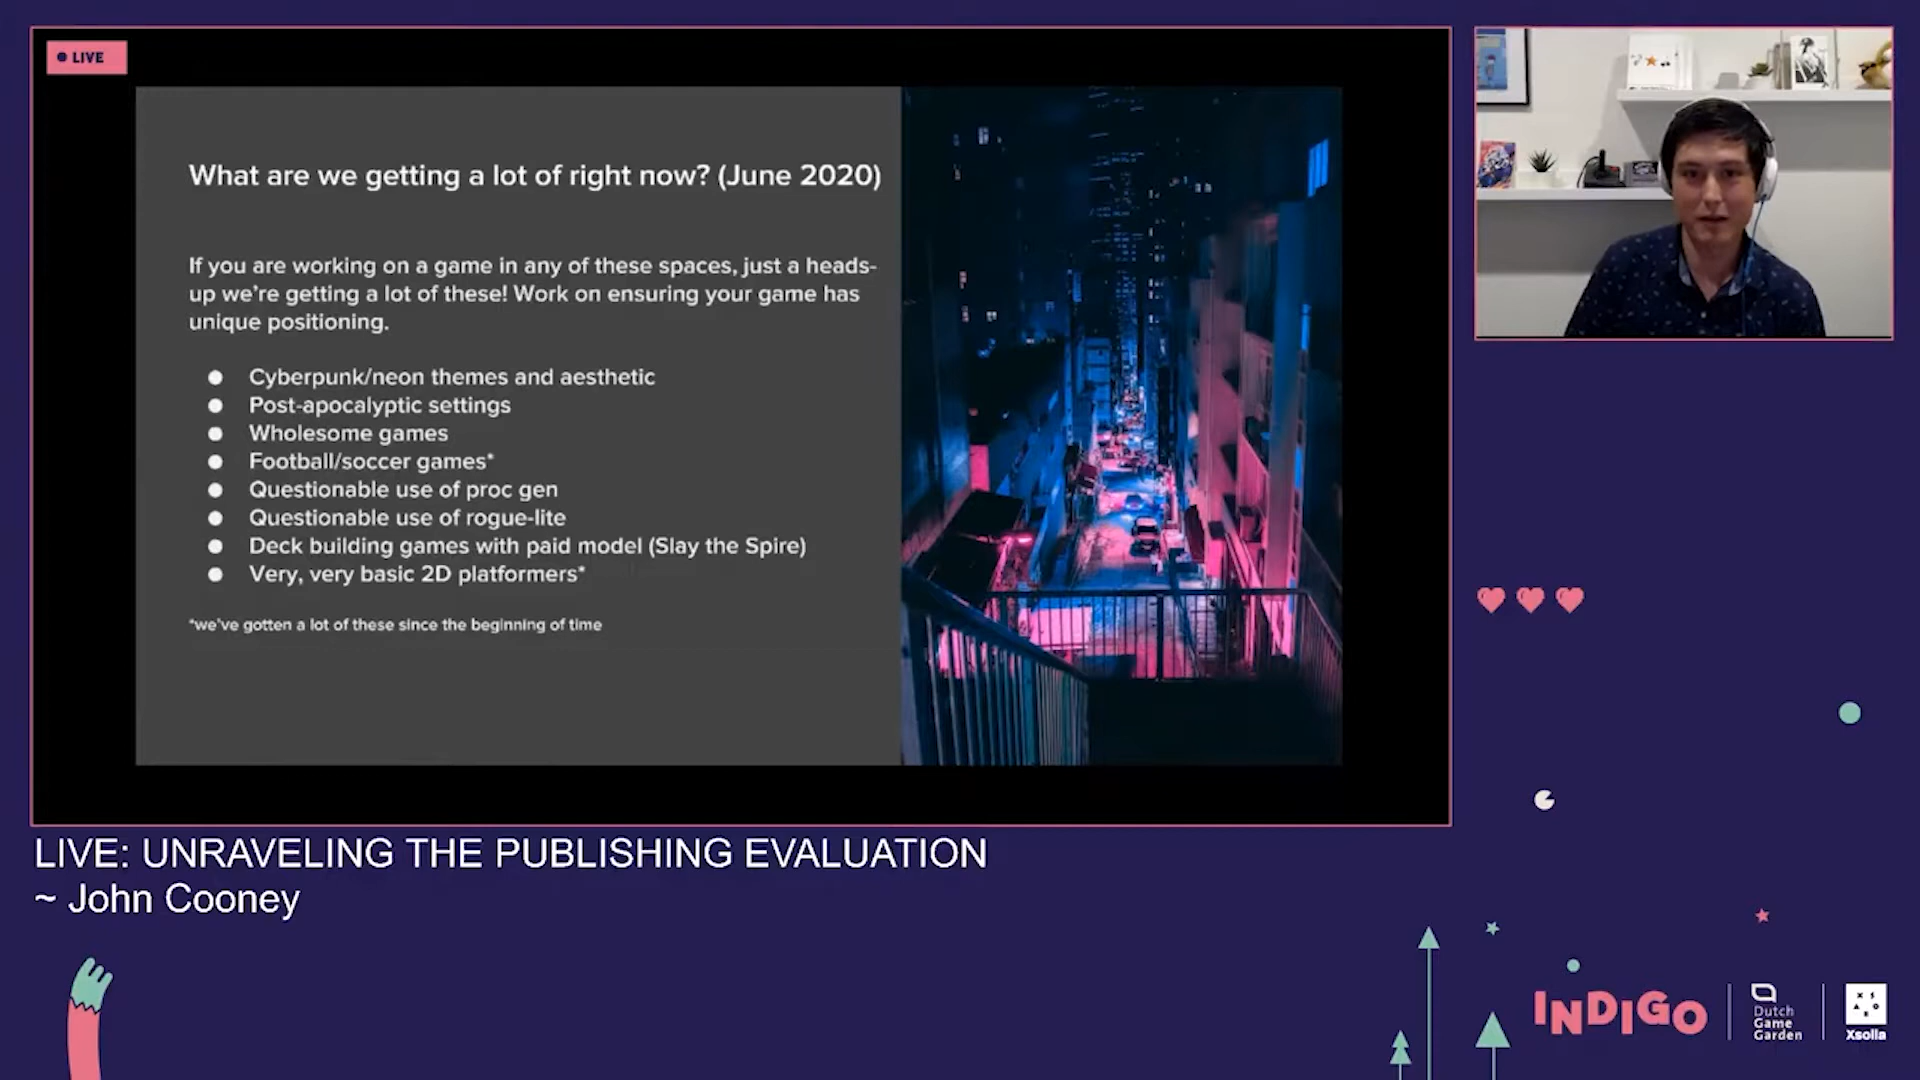 LIVE
What are we getting a lot of right now? (June 2020)
If you are working on a game in any of these spaces, just a heads-
up we're getting a lot of these! Work on ensuring your game has
unique positioning.
● Cyberpunk/neon themes and aesthetic
● Post-apocalyptic settings
● Wholesome games
● Football/soccer games*
● Questionable use of proc gen
● Questionable use of rogue-lite
● Deck building games with paid model (Slay the Spire)
● Very, very basic 2D platformers*
*we've gotten a lot of these since the beginning of time
LIVE: UNRAVELING THE PUBLISHING EVALUATION
~ John Cooney
INDIGO
Dutch
Game
Garden
Xsolla